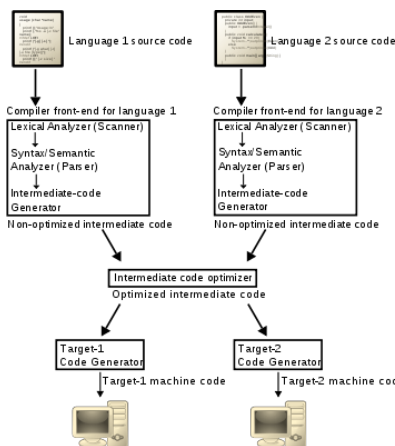 Language 1 source code
Language 2 source code
Compiler front-end for language 1
Lexical Analyzer (Scanner)
Syntax/Semantic
Analyzer (Parser)
Intermediate-code
Generator
Non-optimized intermediate code
Compiler front-end for language 2
Lexical Analyzer (Scanner)
Syntax/Semantic
Analyzer (Parser)
Intermediate-code
Generator
Non-optimized intermediate code
Intermediate code optimizer
Optimized intermediate code
Target-1
Code Generator
Target-1 machine code
Target-2
Code Generator
Target-2 machine cod